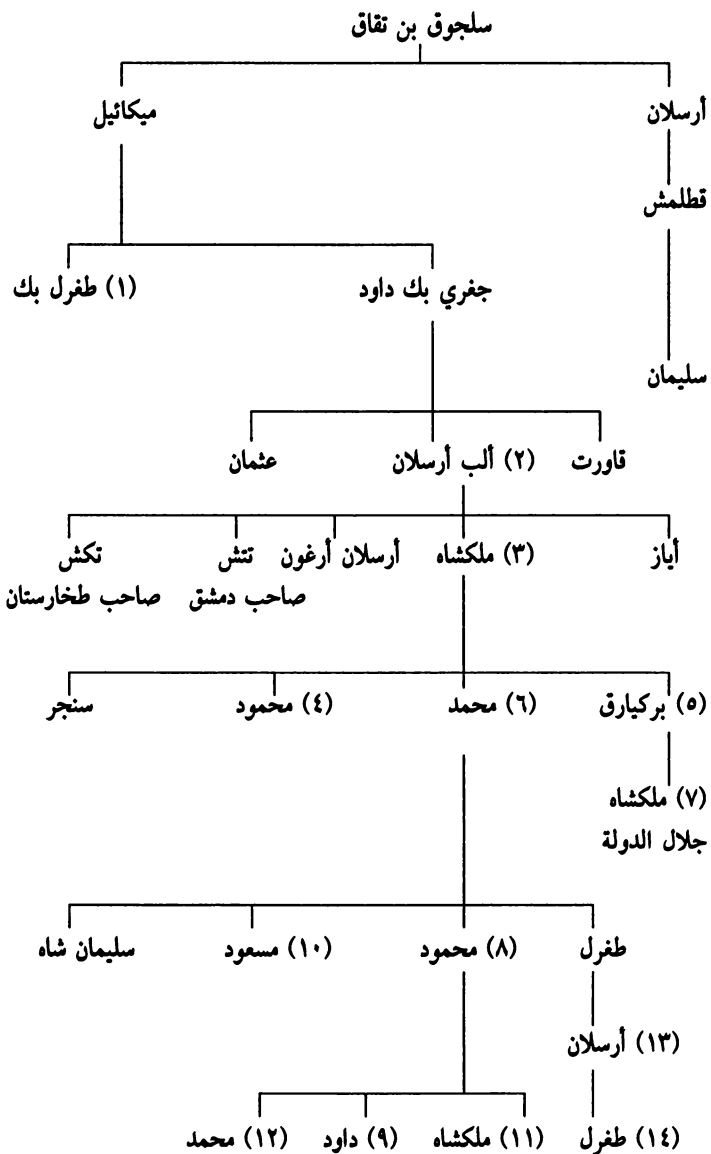 سلجوق بن تقاق
أرسلان ميكائيل
قطلمش
جغري بك داود (١) طغرل بك
سليمان
قاورت (٢) ألب أرسلان عثمان
أياز (٣) ملكشاه أرسلان أرغون تتش تكش
صاحب دمشق صاحب طخارستان
(٥) بركيارق (٦) محمد (٤) محمود سنجر
(٧) ملكشاه
جلال الدولة
طغرل (٨) محمود (١٠) مسعود سليمان شاه
(١٣) أرسلان
(١٤) طغرل (١١) ملكشاه (٩) داود (١٢) محمد